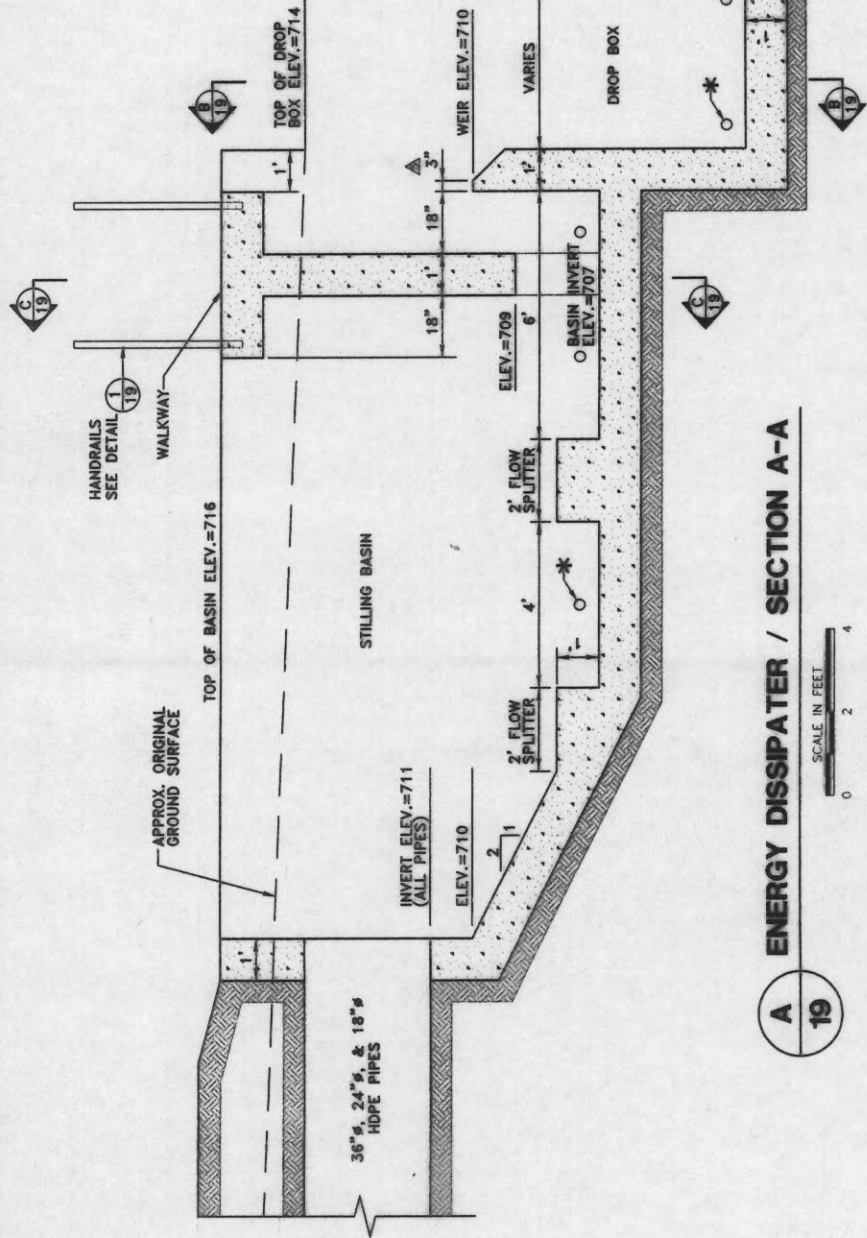 HANDRAILS
SEE DETAIL
1
19
WALKWAY
C
19
B
19
TOP OF BASIN ELEV.=716
TOP OF DROP
BOX ELEV.=714
APPROX. ORIGINAL
GROUND SURFACE
1'
1'
3"
WEIR ELEV.=710
VARIES
DROP BOX
18"
1'
18"
1'
STILLING BASIN
INVERT ELEV.=711
(ALL PIPES)
ELEV.=710
36"ø, 24"ø, & 18"ø
HDPE PIPES
2
1
2' FLOW
SPLITTER
4'
1'
2' FLOW
SPLITTER
ELEV.=709
6'
BASIN INVERT
ELEV.=707
1'
C
19
B
19
A
19
ENERGY DISSIPATER / SECTION A-A
SCALE IN FEET
0 2 4